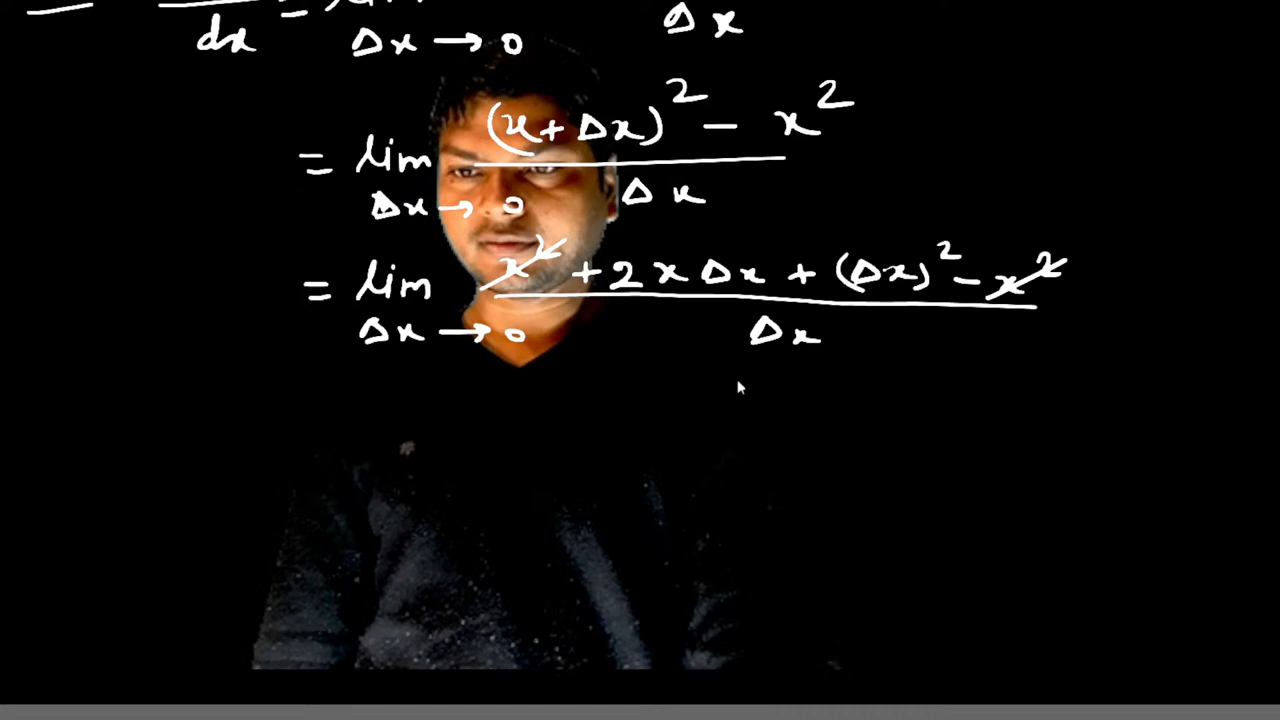 dx = lim Δx
Δx → 0
= lim (x + Δx)² − x²
Δx → 0 Δx
= lim x² + 2xΔx + (Δx)² − x²
Δx → 0 Δx